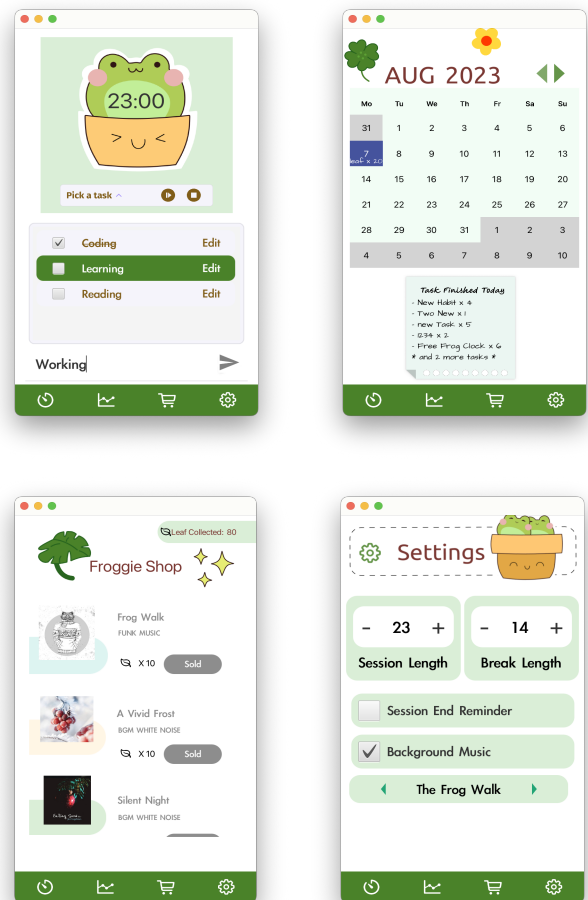 23:00
Pick a task
Coding Edit
Learning Edit
Reading Edit
Working
AUG 2023
Mo Tu We Th Fr Sa Su
31 1 2 3 4 5 6
7 8 9 10 11 12 13
leaf x 20
14 15 16 17 18 19 20
21 22 23 24 25 26 27
28 29 30 31 1 2 3
4 5 6 7 8 9 10
Task Finished Today
- New Habit x 4
- Two New x 1
- new Task x 5
- 1234 x 2
- Free Frog Clock x 6
* and 2 more tasks *
Leaf Collected: 80
Froggie Shop
Frog Walk
FUNK MUSIC
X 10 Sold
A Vivid Frost
BGM WHITE NOISE
X 10 Sold
Silent Night
BGM WHITE NOISE
Settings
- 23 + - 14 +
Session Length Break Length
Session End Reminder
Background Music
The Frog Walk